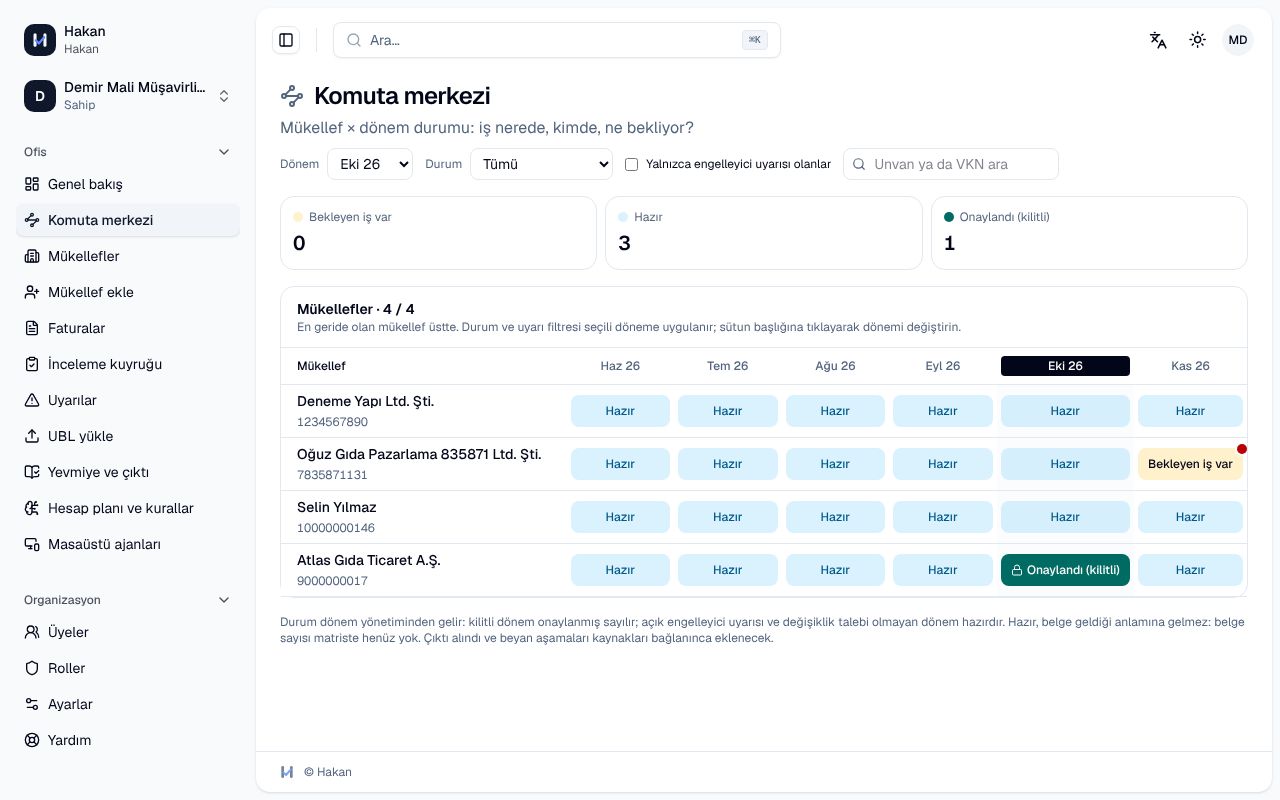 Hakan
Hakan
Demir Mali Müşavirli...
Sahip
D
Ofis
Genel bakış
Komuta merkezi
Mükellefler
Mükellef ekle
Faturalar
İnceleme kuyruğu
Uyarılar
UBL yükle
Yevmiye ve çıktı
Hesap planı ve kurallar
Masaüstü ajanları
Organizasyon
Üyeler
Roller
Ayarlar
Yardım
Ara... ⌘K
MD
Komuta merkezi
Mükellef × dönem durumu: iş nerede, kimde, ne bekliyor?
Dönem Eki 26 Durum Tümü Yalnızca engelleyici uyarısı olanlar Unvan ya da VKN ara
Bekleyen iş var Hazır Onaylandı (kilitli)
0 3 1
Mükellefler · 4 / 4
En geride olan mükellef üstte. Durum ve uyarı filtresi seçili döneme uygulanır; sütun başlığına tıklayarak dönemi değiştirin.
Mükellef Haz 26 Tem 26 Ağu 26 Eyl 26 Eki 26 Kas 26
Deneme Yapı Ltd. Şti.
1234567890
Hazır Hazır Hazır Hazır Hazır Hazır
Oğuz Gıda Pazarlama 835871 Ltd. Şti.
7835871131
Hazır Hazır Hazır Hazır Hazır Bekleyen iş var
Selin Yılmaz
10000000146
Hazır Hazır Hazır Hazır Hazır Hazır
Atlas Gıda Ticaret A.Ş.
9000000017
Hazır Hazır Hazır Hazır Onaylandı (kilitli) Hazır
Durum dönem yönetiminden gelir: kilitli dönem onaylanmış sayılır; açık engelleyici uyarısı ve değişiklik talebi olmayan dönem hazırdır. Hazır, belge geldiği anlamına gelmez: belge
sayısı matriste henüz yok. Çıktı alındı ve beyan aşamaları kaynakları bağlanınca eklenecek.
© Hakan